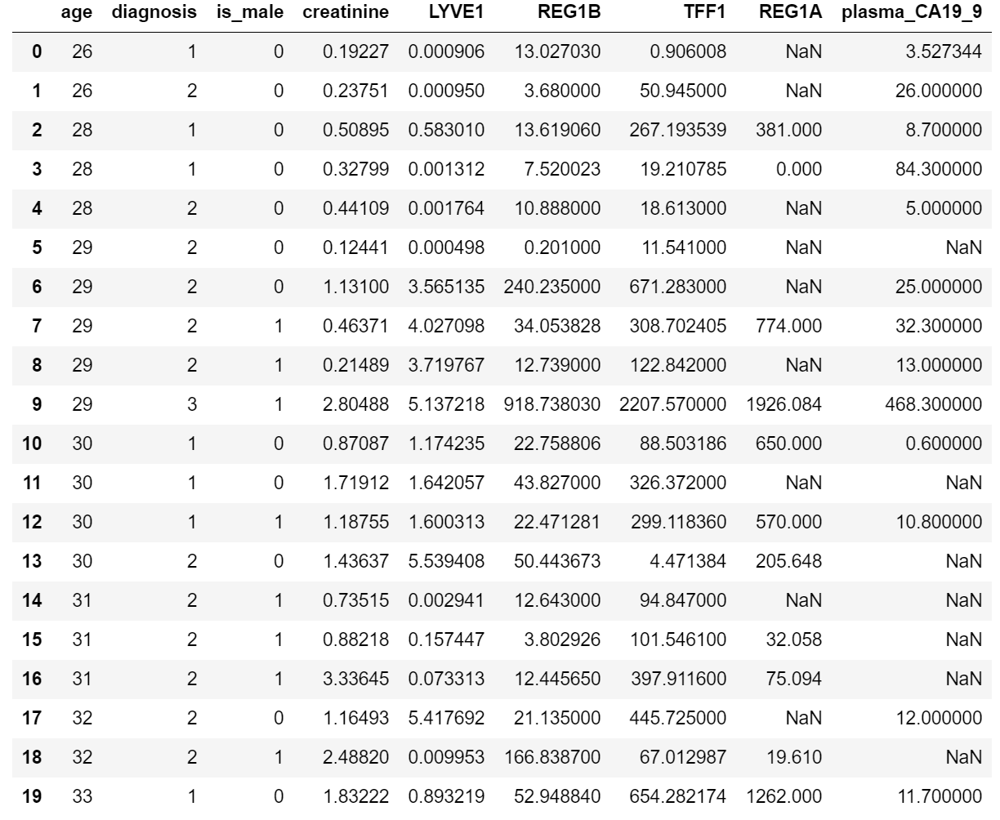 age diagnosis is_male creatinine LYVE1 REG1B TFF1 REG1A plasma_CA19_9
0 26 1 0 0.19227 0.000906 13.027030 0.906008 NaN 3.527344
1 26 2 0 0.23751 0.000950 3.680000 50.945000 NaN 26.000000
2 28 1 0 0.50895 0.583010 13.619060 267.193539 381.000 8.700000
3 28 1 0 0.32799 0.001312 7.520023 19.210785 0.000 84.300000
4 28 2 0 0.44109 0.001764 10.888000 18.613000 NaN 5.000000
5 29 2 0 0.12441 0.000498 0.201000 11.541000 NaN NaN
6 29 2 0 1.13100 3.565135 240.235000 671.283000 NaN 25.000000
7 29 2 1 0.46371 4.027098 34.053828 308.702405 774.000 32.300000
8 29 2 1 0.21489 3.719767 12.739000 122.842000 NaN 13.000000
9 29 3 1 2.80488 5.137218 918.738030 2207.570000 1926.084 468.300000
10 30 1 0 0.87087 1.174235 22.758806 88.503186 650.000 0.600000
11 30 1 0 1.71912 1.642057 43.827000 326.372000 NaN NaN
12 30 1 1 1.18755 1.600313 22.471281 299.118360 570.000 10.800000
13 30 2 0 1.43637 5.539408 50.443673 4.471384 205.648 NaN
14 31 2 1 0.73515 0.002941 12.643000 94.847000 NaN NaN
15 31 2 1 0.88218 0.157447 3.802926 101.546100 32.058 NaN
16 31 2 1 3.33645 0.073313 12.445650 397.911600 75.094 NaN
17 32 2 0 1.16493 5.417692 21.135000 445.725000 NaN 12.000000
18 32 2 1 2.48820 0.009953 166.838700 67.012987 19.610 NaN
19 33 1 0 1.83222 0.893219 52.948840 654.282174 1262.000 11.700000